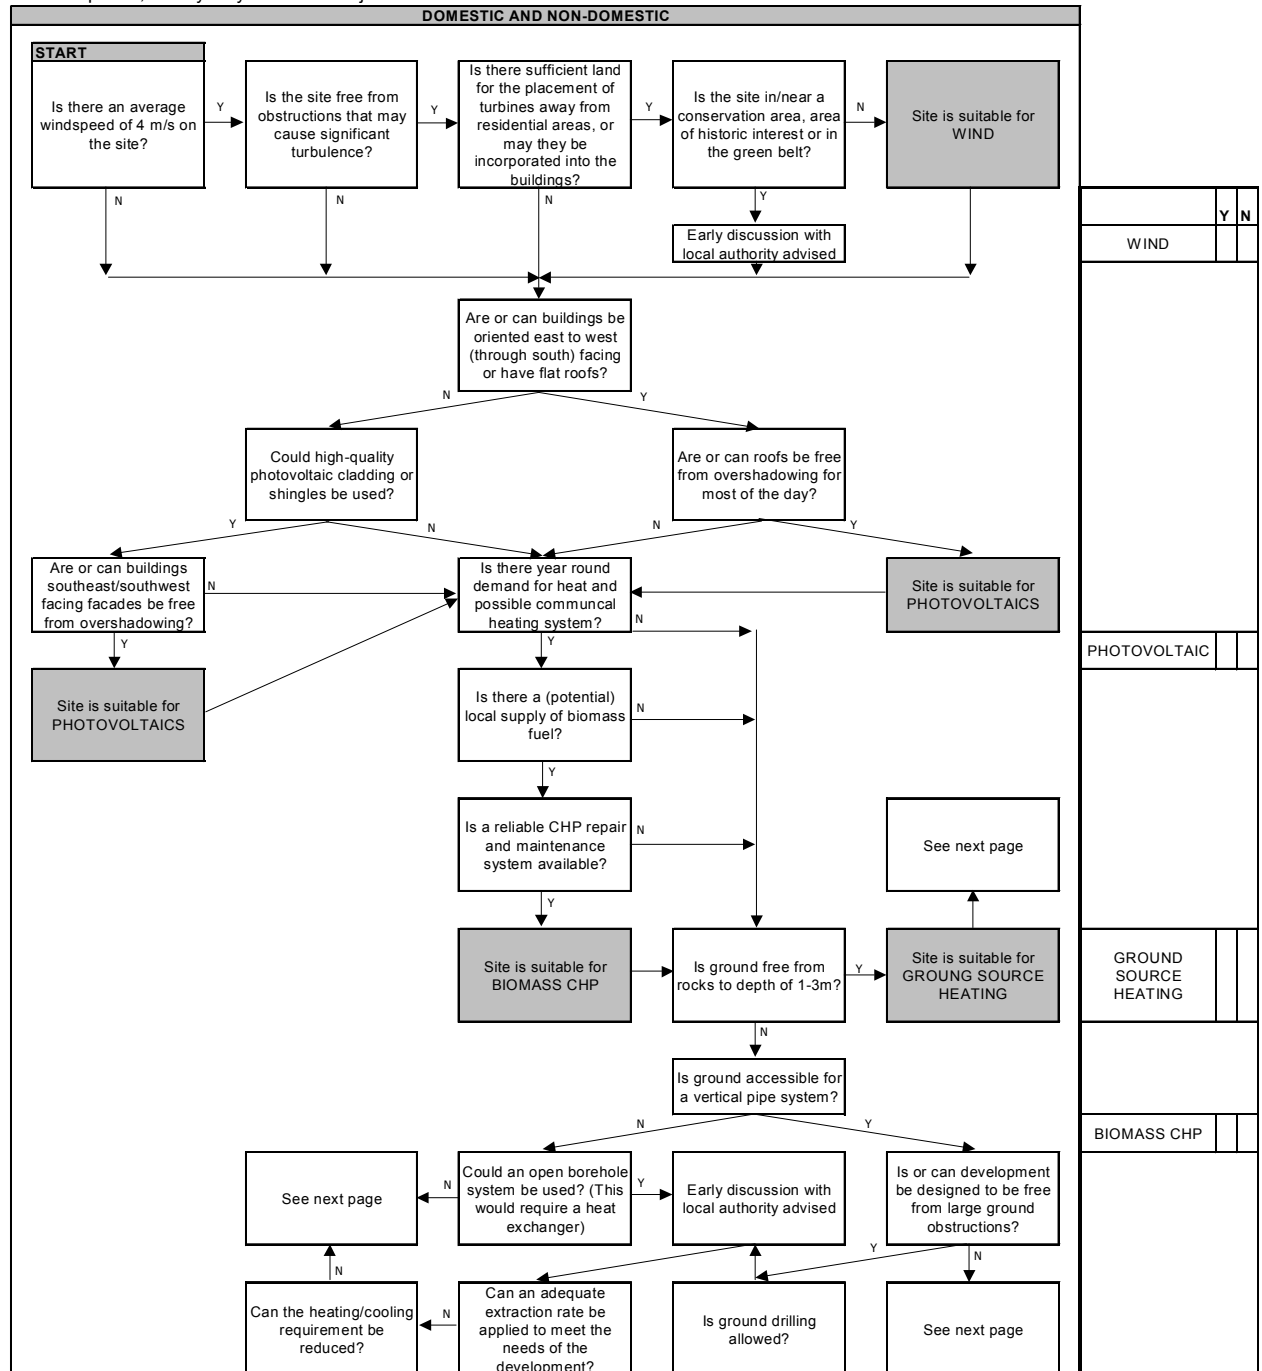 DOMESTIC AND NON-DOMESTIC
START
Is there an average
windspeed of 4 m/s on
the site?
Y
Is the site free from
obstructions that may
cause significant
turbulence?
Y
Is there sufficient land
for the placement of
turbines away from
residential areas, or
may they be
incorporated into the
buildings?
Y
Is the site in/near a
conservation area, area
of historic interest or in
the green belt?
N
Site is suitable for
WIND
N
N
N
Y
Early discussion with
local authority advised
Y N
WIND
Are or can buildings be
oriented east to west
(through south) facing
or have flat roofs?
N
Y
Could high-quality
photovoltaic cladding or
shingles be used?
Are or can roofs be free
from overshadowing for
most of the day?
Y
N
N
Y
Are or can buildings
southeast/southwest
facing facades be free
from overshadowing?
N
Is there year round
demand for heat and
possible communcal
heating system?
N
Site is suitable for
PHOTOVOLTAICS
Y
Y
PHOTOVOLTAIC
Site is suitable for
PHOTOVOLTAICS
Is there a (potential)
local supply of biomass
fuel?
N
Y
Is a reliable CHP repair
and maintenance
system available?
N
See next page
Y
Site is suitable for
BIOMASS CHP
Is ground free from
rocks to depth of 1-3m?
Y
Site is suitable for
GROUNG SOURCE
HEATING
GROUND
SOURCE
HEATING
N
Is ground accessible for
a vertical pipe system?
N
Y
BIOMASS CHP
See next page
N
Could an open borehole
system be used? (This
would require a heat
exchanger)
Y
Early discussion with
local authority advised
Is or can development
be designed to be free
from large ground
obstructions?
Y
N
N
Can the heating/cooling
requirement be
reduced?
N
Can an adequate
extraction rate be
applied to meet the
needs of the
development?
Is ground drilling
allowed?
See next page